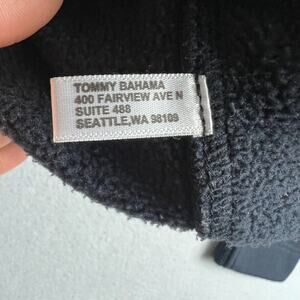 TOMMY BAHAMA
400 FAIRVIEW AVE N
SUITE 488
SEATTLE,WA 98109